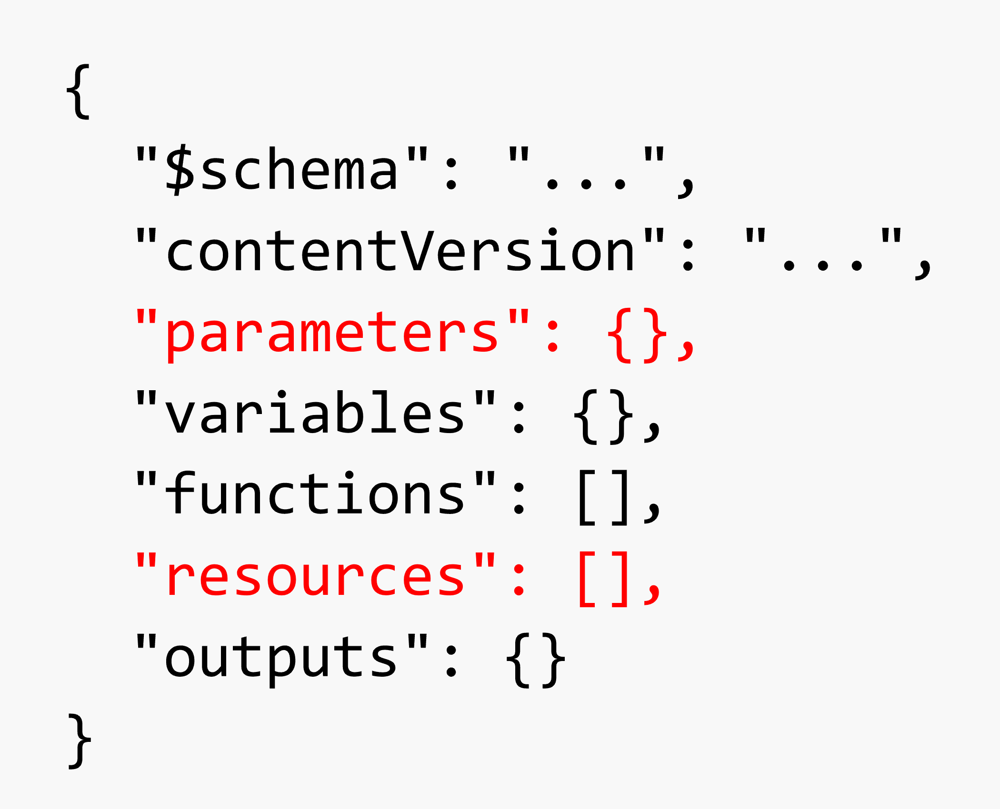 {
"$schema": "...",
"contentVersion": "...",
"parameters": {},
"variables": {},
"functions": [],
"resources": [],
"outputs": {}
}